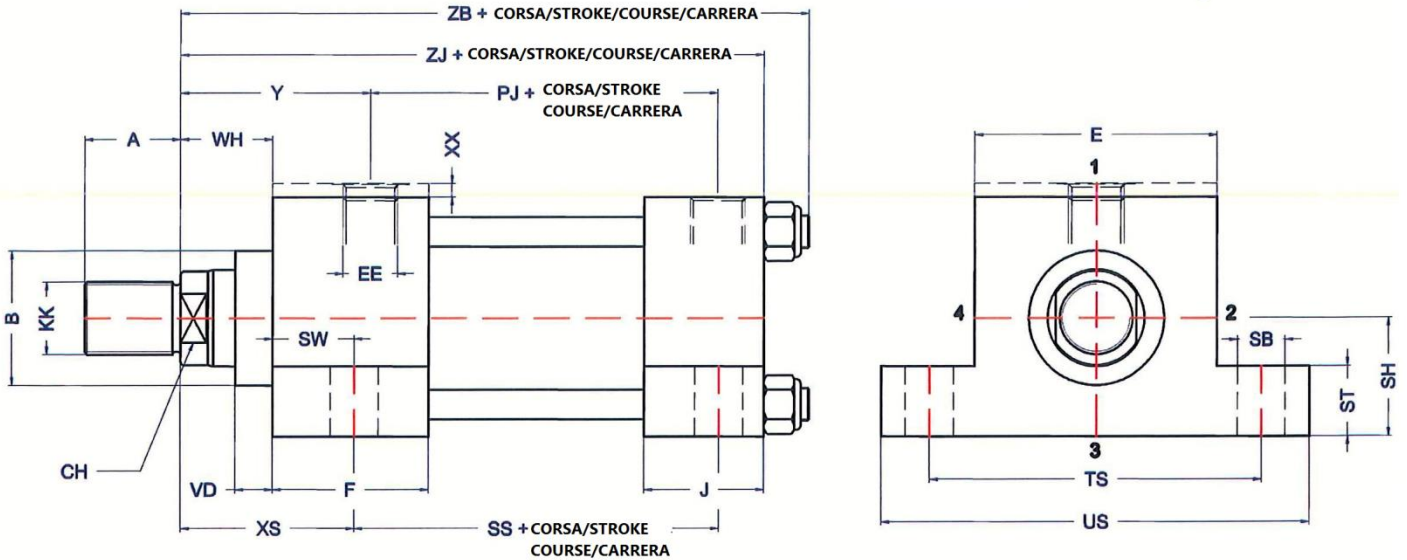 ZB + CORSA/STROKE/COURSE/CARRERA
ZJ + CORSA/STROKE/COURSE/CARRERA
Y
PJ + CORSA/STROKE
COURSE/CARRERA
A
WH
XX
E
1
B
KK
EE
4
2
SW
SB
SH
ST
CH
3
VD
F
J
TS
XS
SS + CORSA/STROKE
COURSE/CARRERA
US